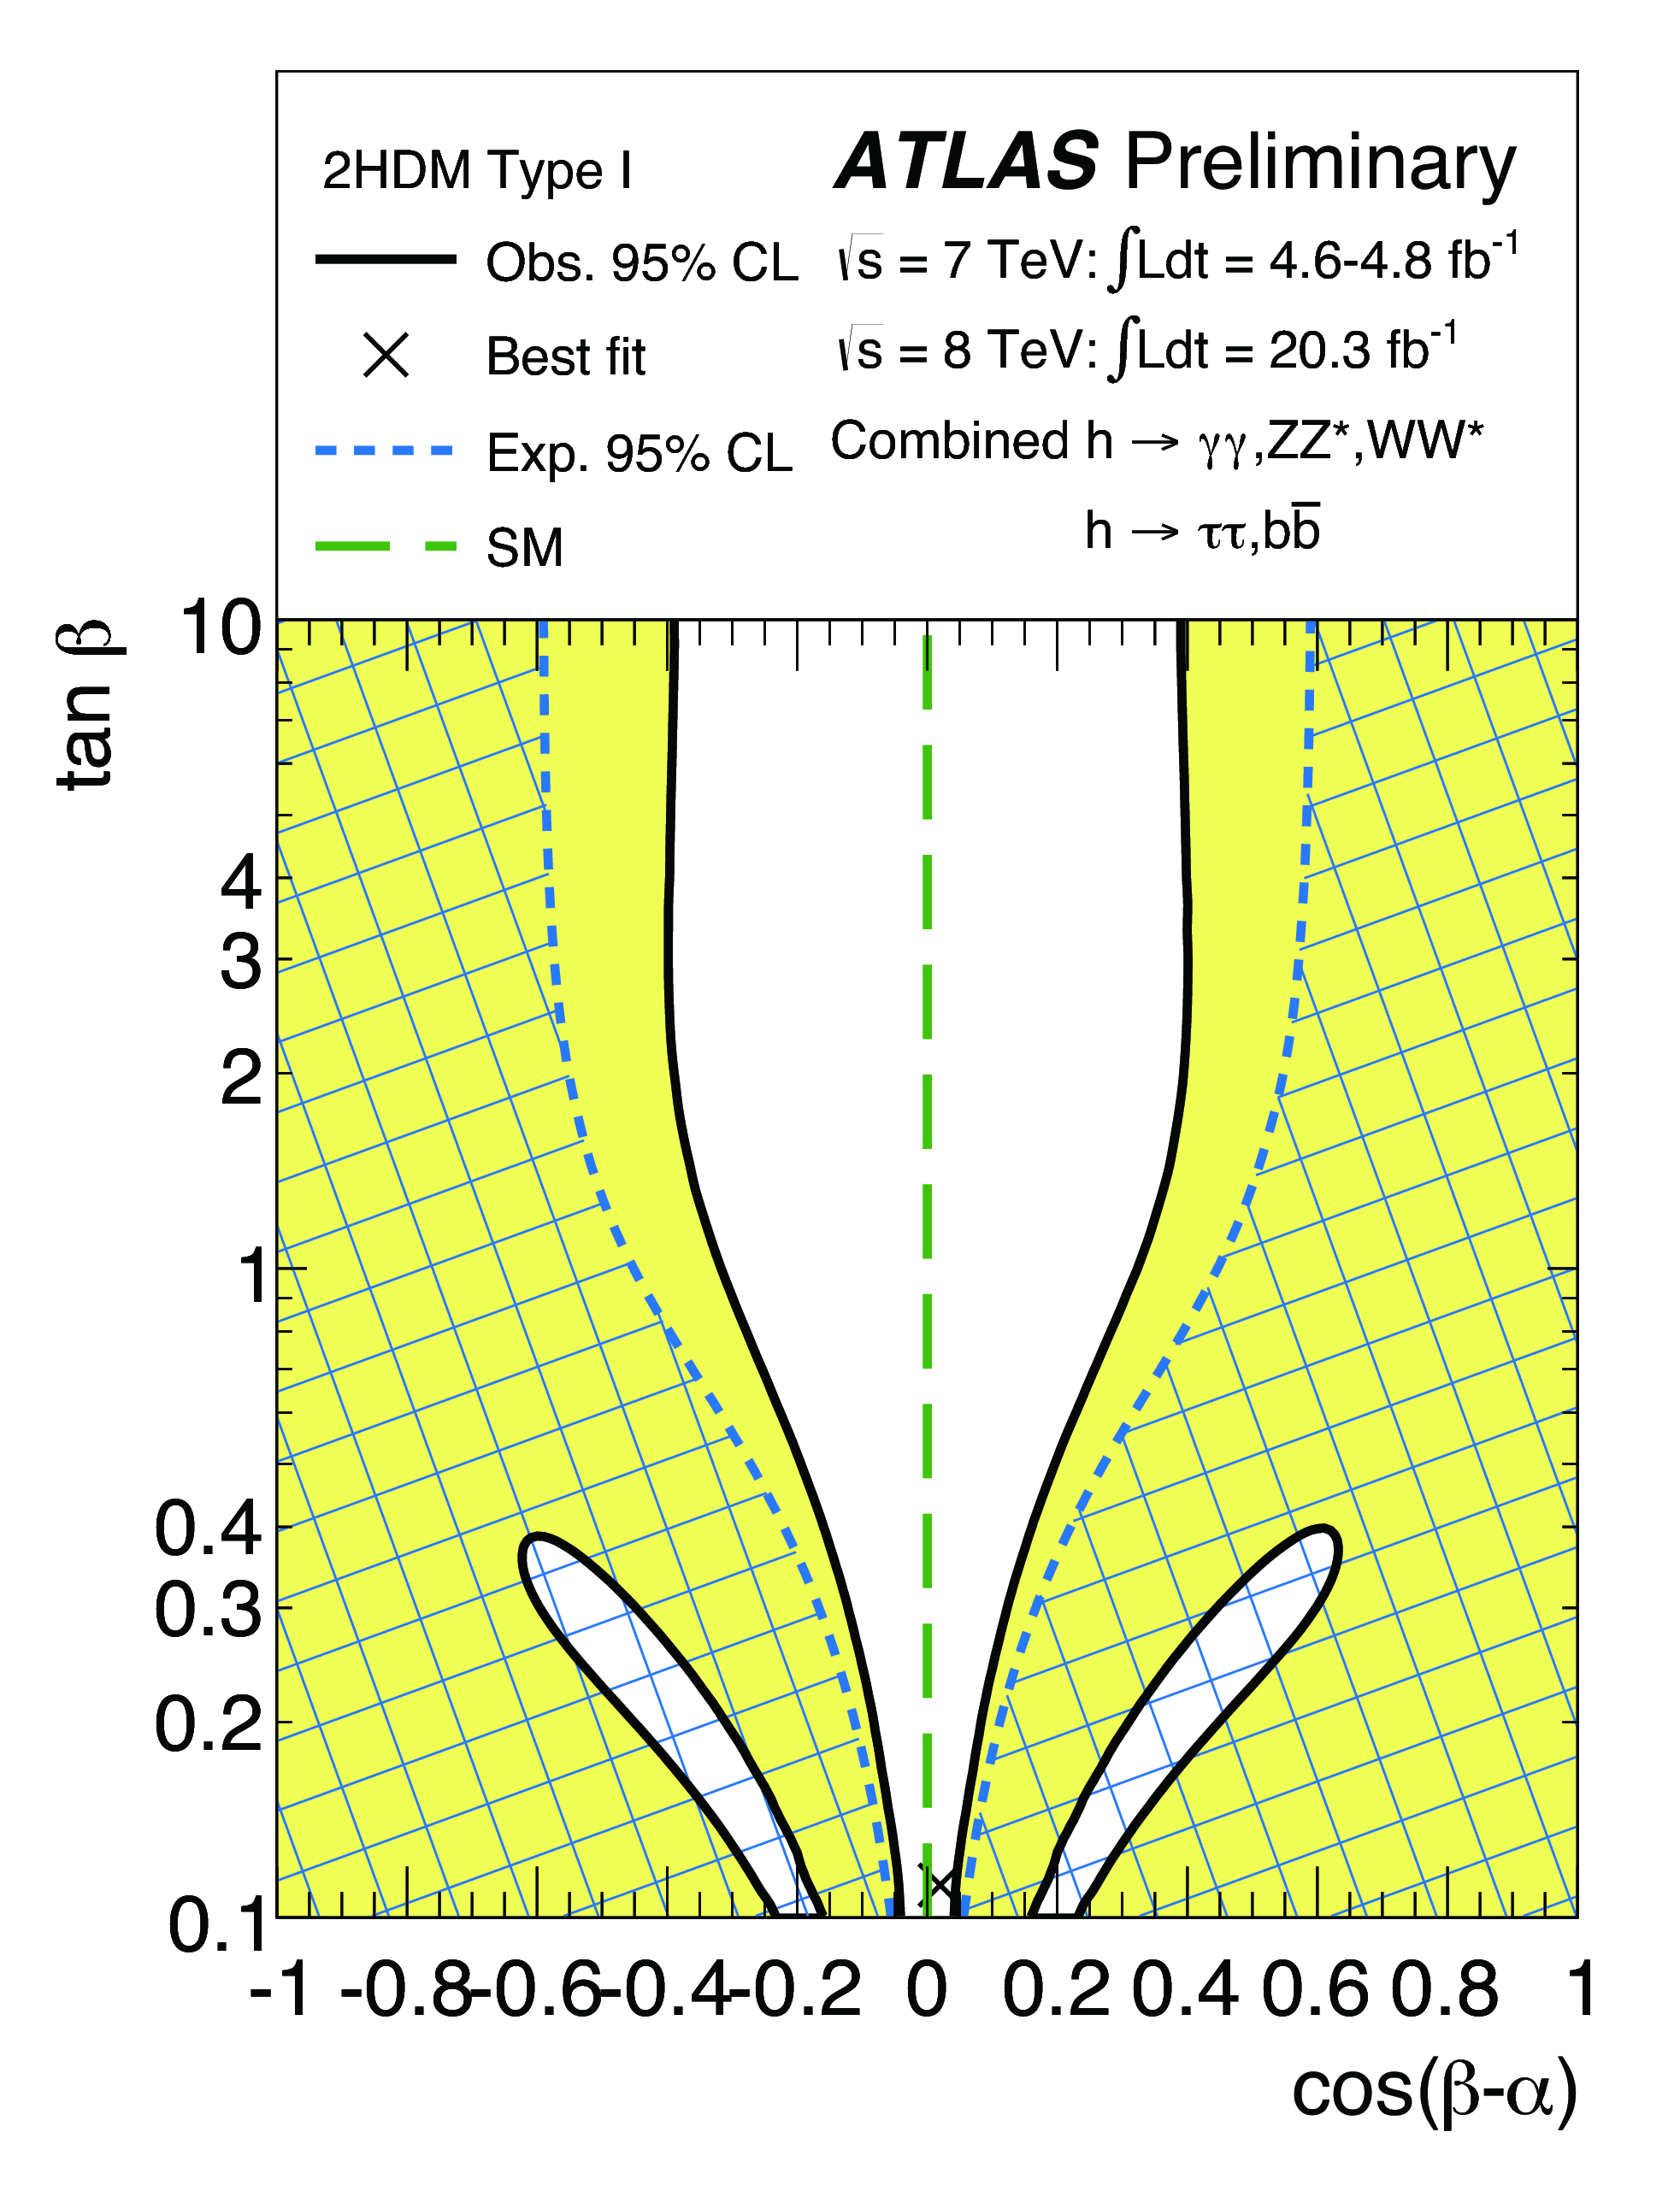 2HDM Type I
ATLAS Preliminary
Obs. 95% CL
√s = 7 TeV: ∫Ldt = 4.6-4.8 fb⁻¹
Best fit
√s = 8 TeV: ∫Ldt = 20.3 fb⁻¹
Exp. 95% CL
Combined h → γγ,ZZ*,WW*
SM
h → ττ,bb̅
tan β
10
4
3
2
1
0.4
0.3
0.2
0.1
-1 -0.8 -0.6 -0.4 -0.2 0 0.2 0.4 0.6 0.8 1
cos(β-α)